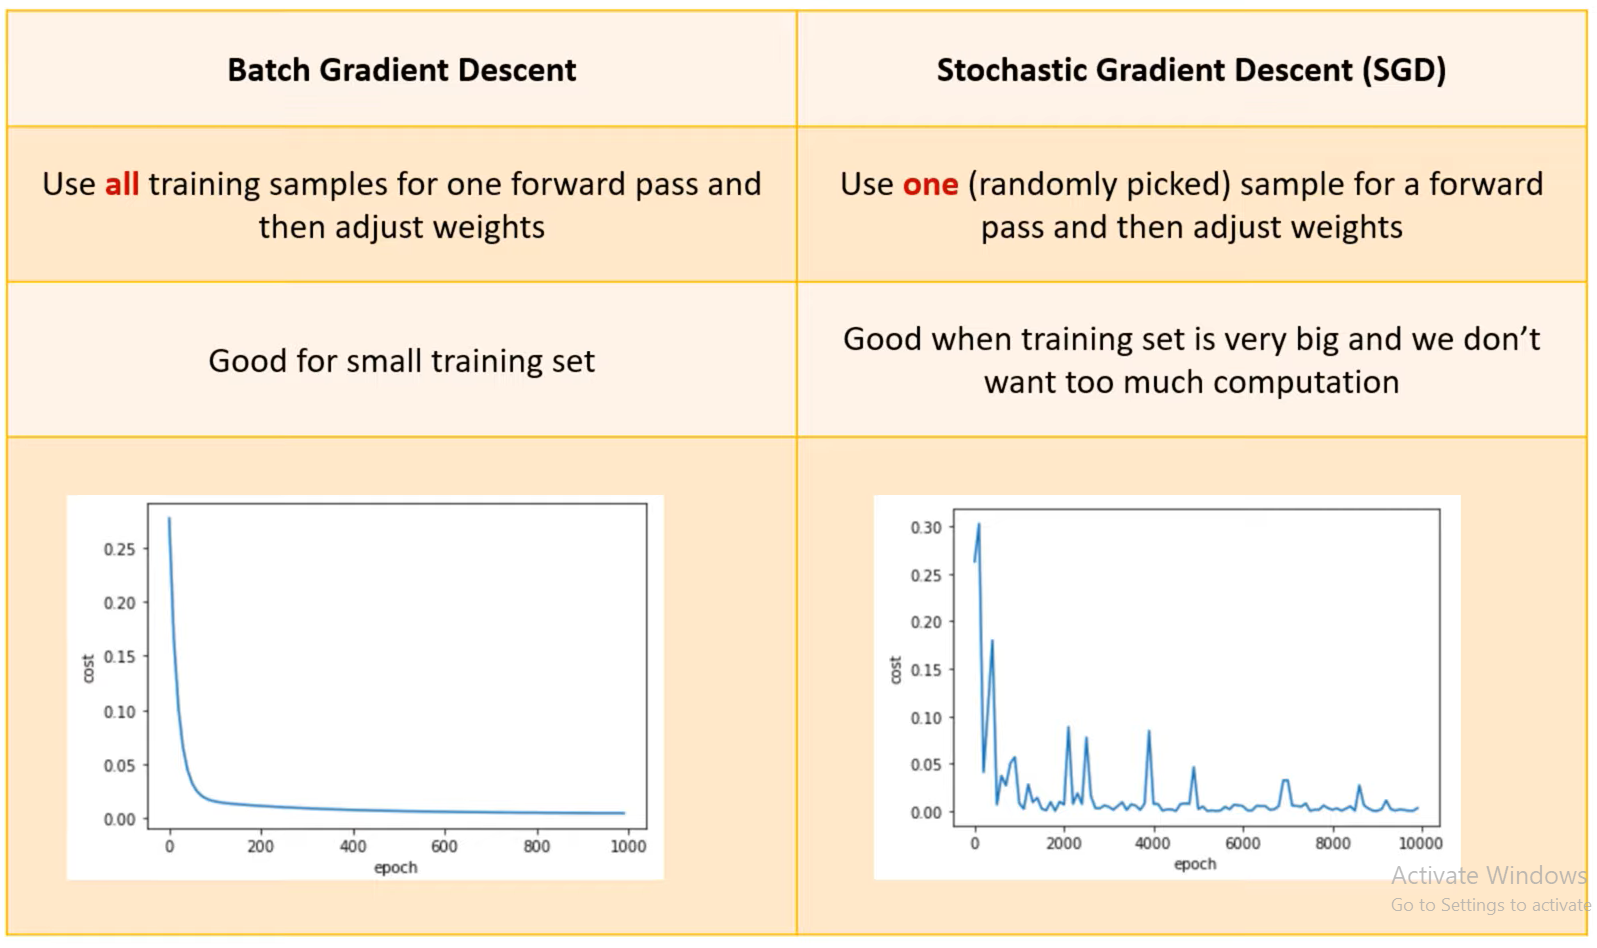 Batch Gradient Descent
Stochastic Gradient Descent (SGD)
Use all training samples for one forward pass and
then adjust weights
Use one (randomly picked) sample for a forward
pass and then adjust weights
Good for small training set
Good when training set is very big and we don’t
want too much computation
0.25
0.20
0.15
0.10
0.05
0.00
cost
0 200 400 600 800 1000
epoch
0.30
0.25
0.20
0.15
0.10
0.05
0.00
cost
0 2000 4000 6000 8000 10000
epoch
Activate Windows
Go to Settings to activate